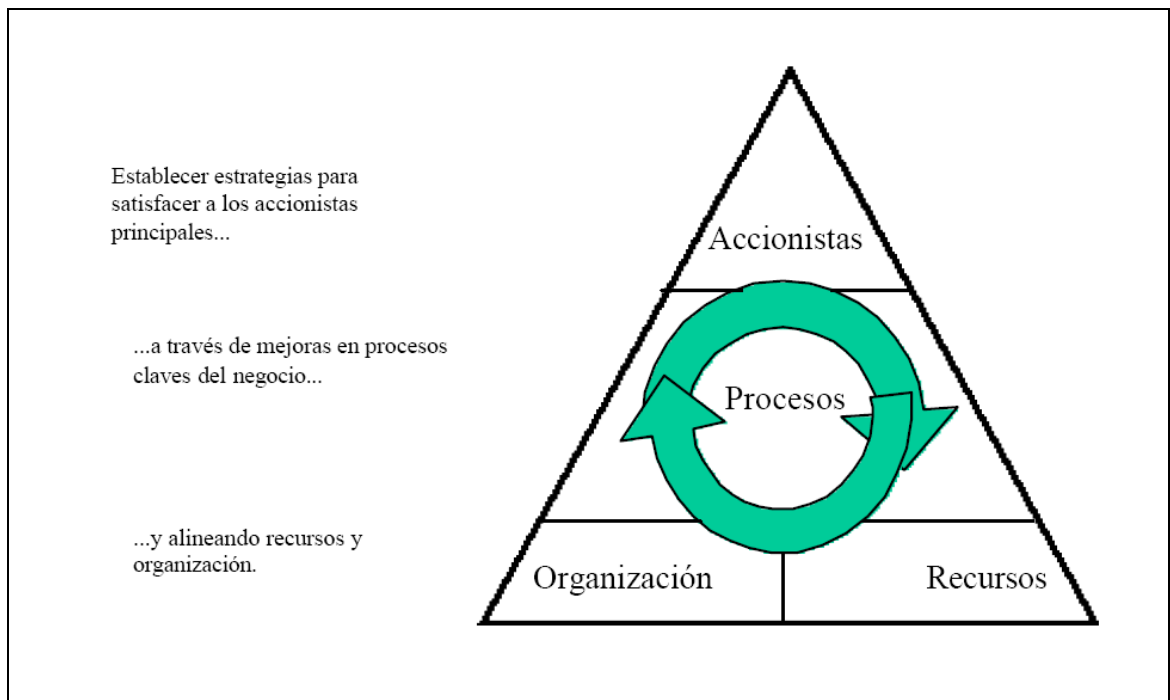 Establecer estrategias para
satisfacer a los accionistas
principales...
Accionistas
...a través de mejoras en procesos
claves del negocio...
Procesos
...y alineando recursos y
organización.
Organización
Recursos